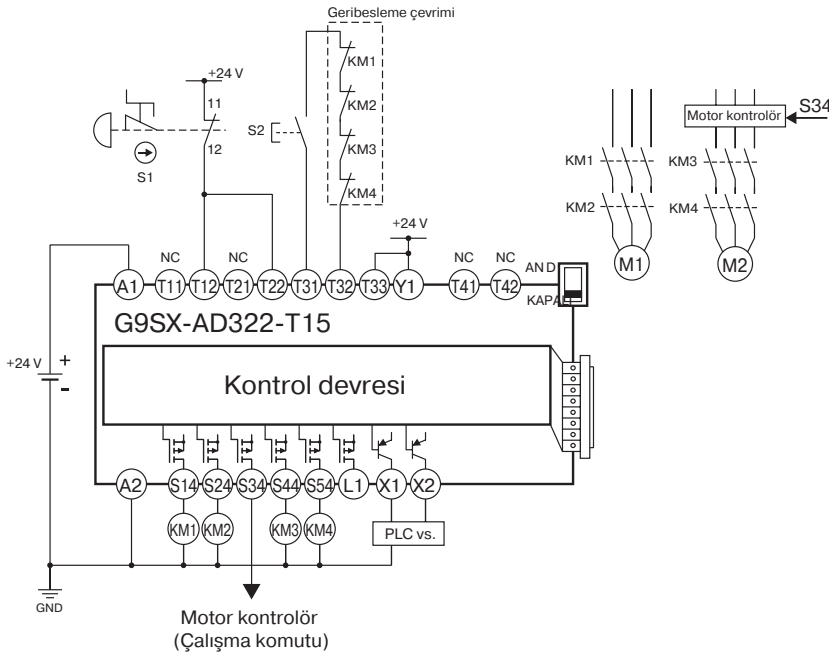 Geribesleme çevrimi
+24 V
11
12
S1
S2
KM1
KM2
KM3
KM4
+24 V
Motor kontrolör
S34
KM1
KM2
KM3
KM4
M1
M2
NC
NC
NC
NC
A1
T11
T12
T21
T22
T31
T32
T33
Y1
T41
T42
AND
KAPALI
G9SX-AD322-T15
+24 V
+
-
Kontrol devresi
A2
S14
S24
S34
S44
S54
L1
X1
X2
KM1
KM2
KM3
KM4
PLC vs.
GND
Motor kontrolör
(Çalışma komutu)